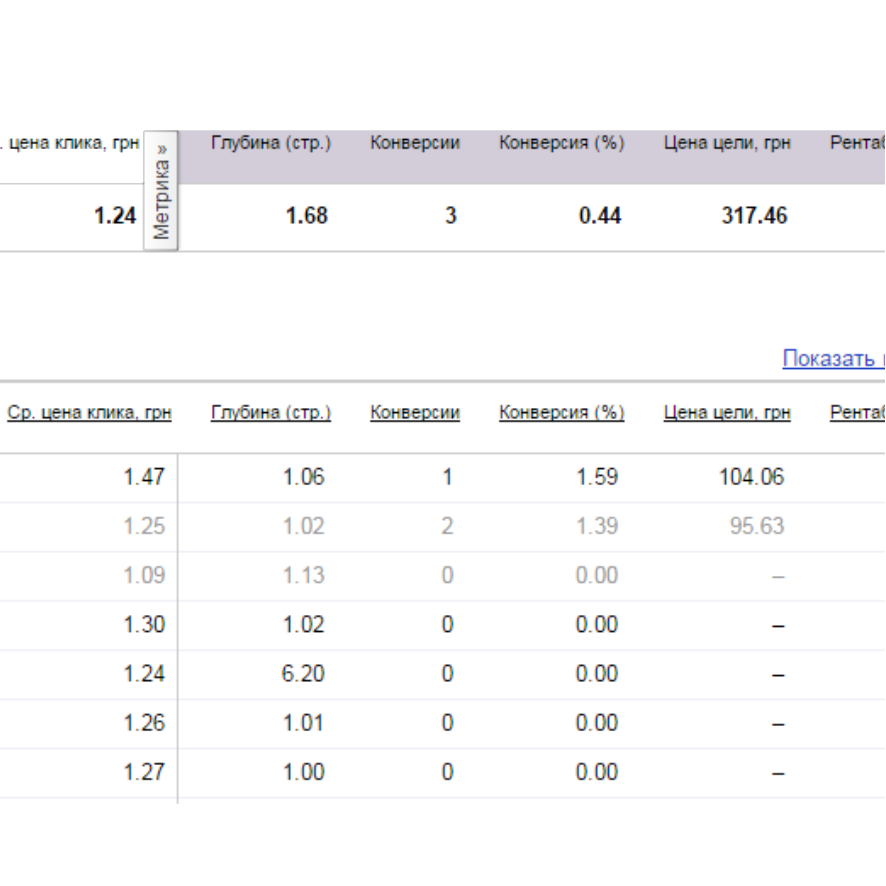 . цена клика, грн Глубина (стр.) Конверсии Конверсия (%) Цена цели, грн
Метрика »
1.24 1.68 3 0.44 317.46
Показать
Ср. цена клика, грн Глубина (стр.) Конверсии Конверсия (%) Цена цели, грн
1.47 1.06 1 1.59 104.06
1.25 1.02 2 1.39 95.63
1.09 1.13 0 0.00 –
1.30 1.02 0 0.00 –
1.24 6.20 0 0.00 –
1.26 1.01 0 0.00 –
1.27 1.00 0 0.00 –